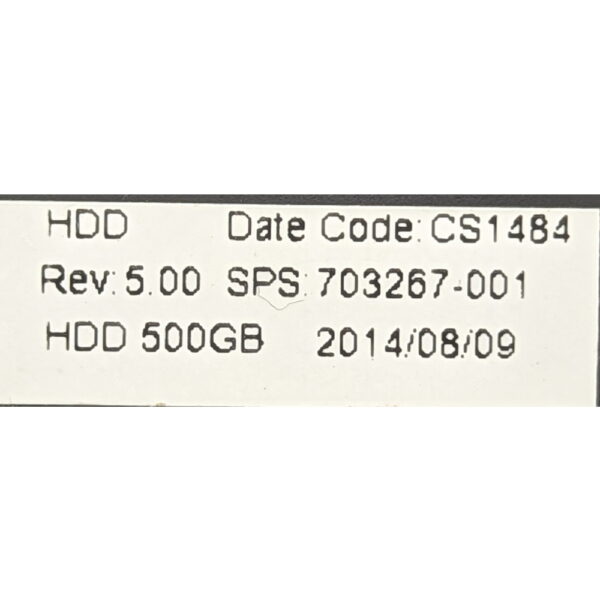 HDD Date Code: CS1484
Rev: 5.00 SPS: 703267-001
HDD 500GB 2014/08/09